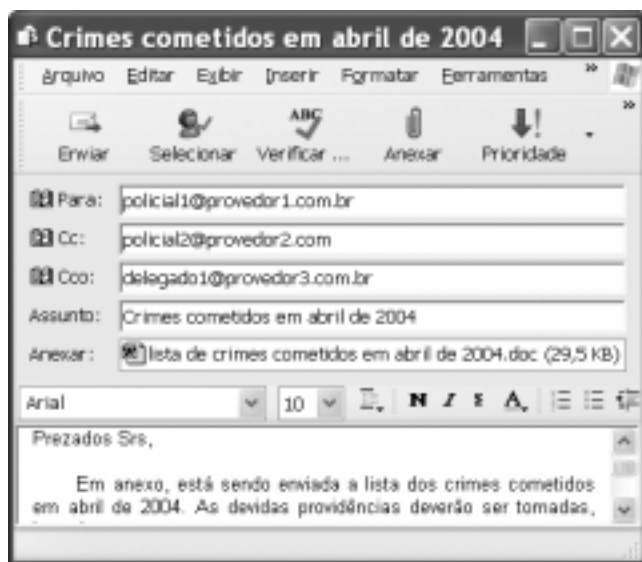 Crimes cometidos em abril de 2004
Arquivo Editar Exibir Inserir Formatar Ferramentas »
Enviar Selecionar Verificar ... Anexar Prioridade »
Para: policial1@provedor1.com.br
Cc: policial2@provedor2.com
Cco: delegado1@provedor3.com.br
Assunto: Crimes cometidos em abril de 2004
Anexar: lista de crimes cometidos em abril de 2004.doc (29,5 KB)
Arial 10 N I S A
Prezados Srs,
Em anexo, está sendo enviada a lista dos crimes cometidos
em abril de 2004. As devidas providências deverão ser tomadas,